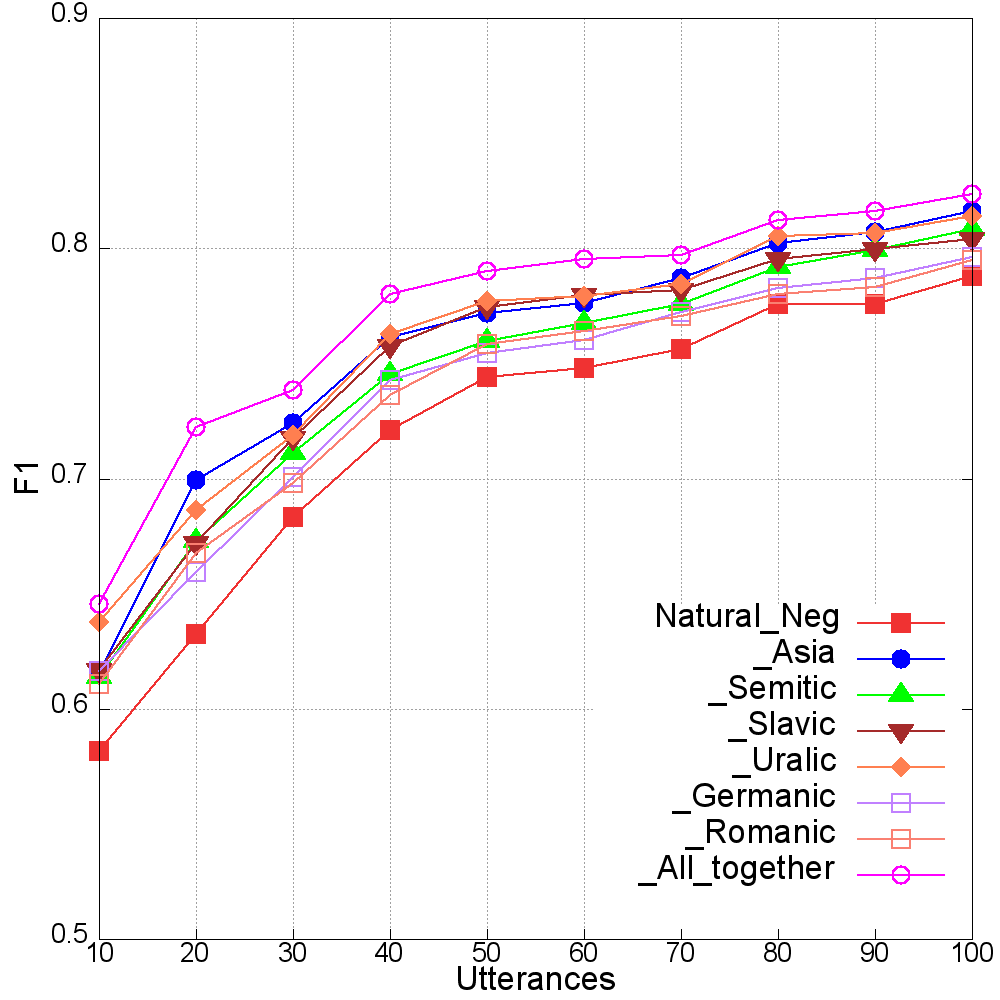 0.9
0.8
0.7
0.6
0.5
F1
Natural_Neg
_Asia
_Semitic
_Slavic
_Uralic
_Germanic
_Romanic
_All_together
10 20 30 40 50 60 70 80 90 100
Utterances